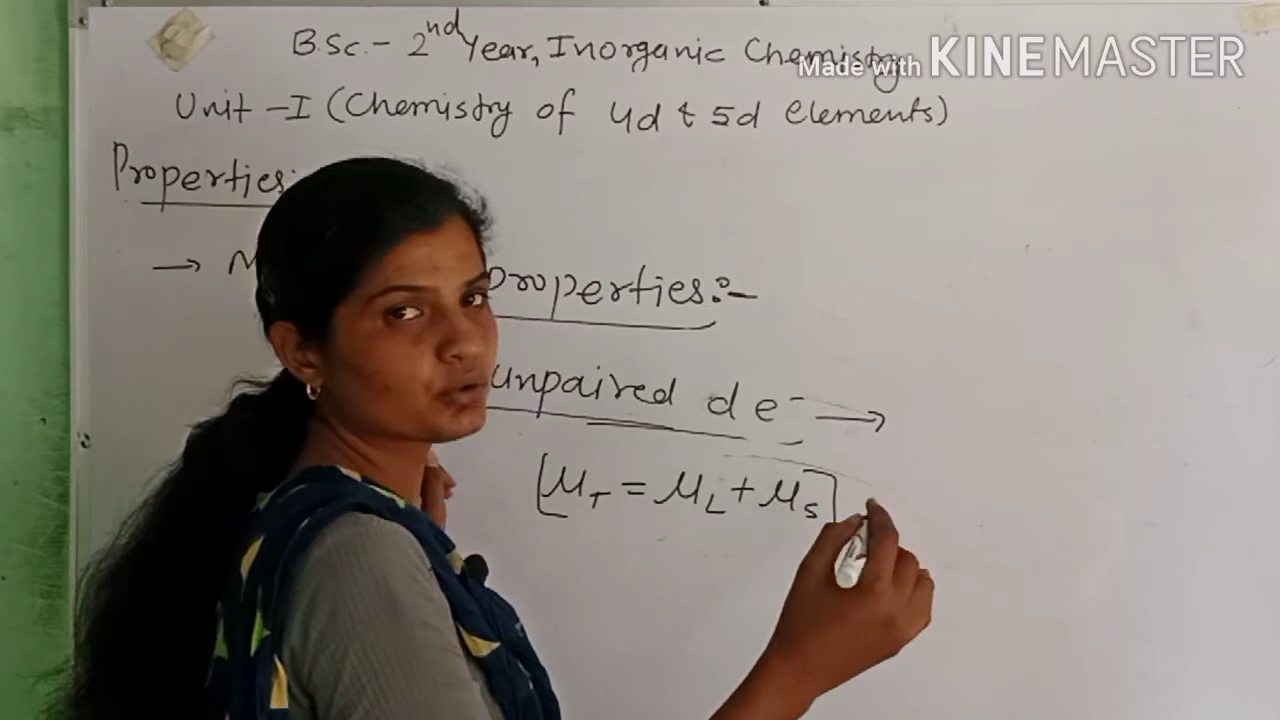 B.Sc. - 2nd Year, Inorganic Chemistry
Made with KINEMASTER
Unit - I (Chemistry of 4d & 5d elements)
Properties:
→ properties:-
unpaired d e⁻ →
[μT = μL + μS]